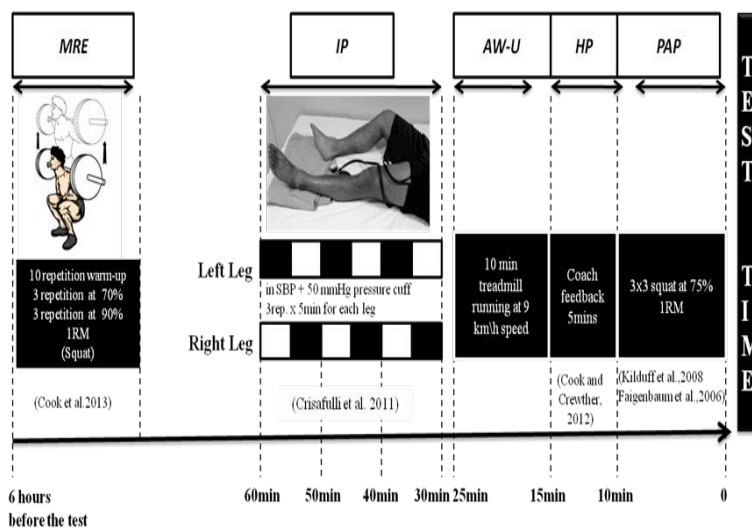 MRE
IP
AW-U
HP
PAP
TEST TIME
10 repetition warm-up
3 repetition at 70%
3 repetition at 90%
1RM
(Squat)
(Cook et al.2013)
Left Leg
in SBP + 50 mmHg pressure cuff
3rep. x 5min for each leg
Right Leg
(Crisafulli et al. 2011)
10 min
treadmill
running at 9
km\h speed
Coach
feedback
5mins
(Cook and
Crewther,
2012)
3x3 squat at 75%
1RM
(Kilduff et al.,2008
Faigenbaum et al.,2006)
6 hours
before the test
60min
50min
40min
30min
25min
15min
10min
0